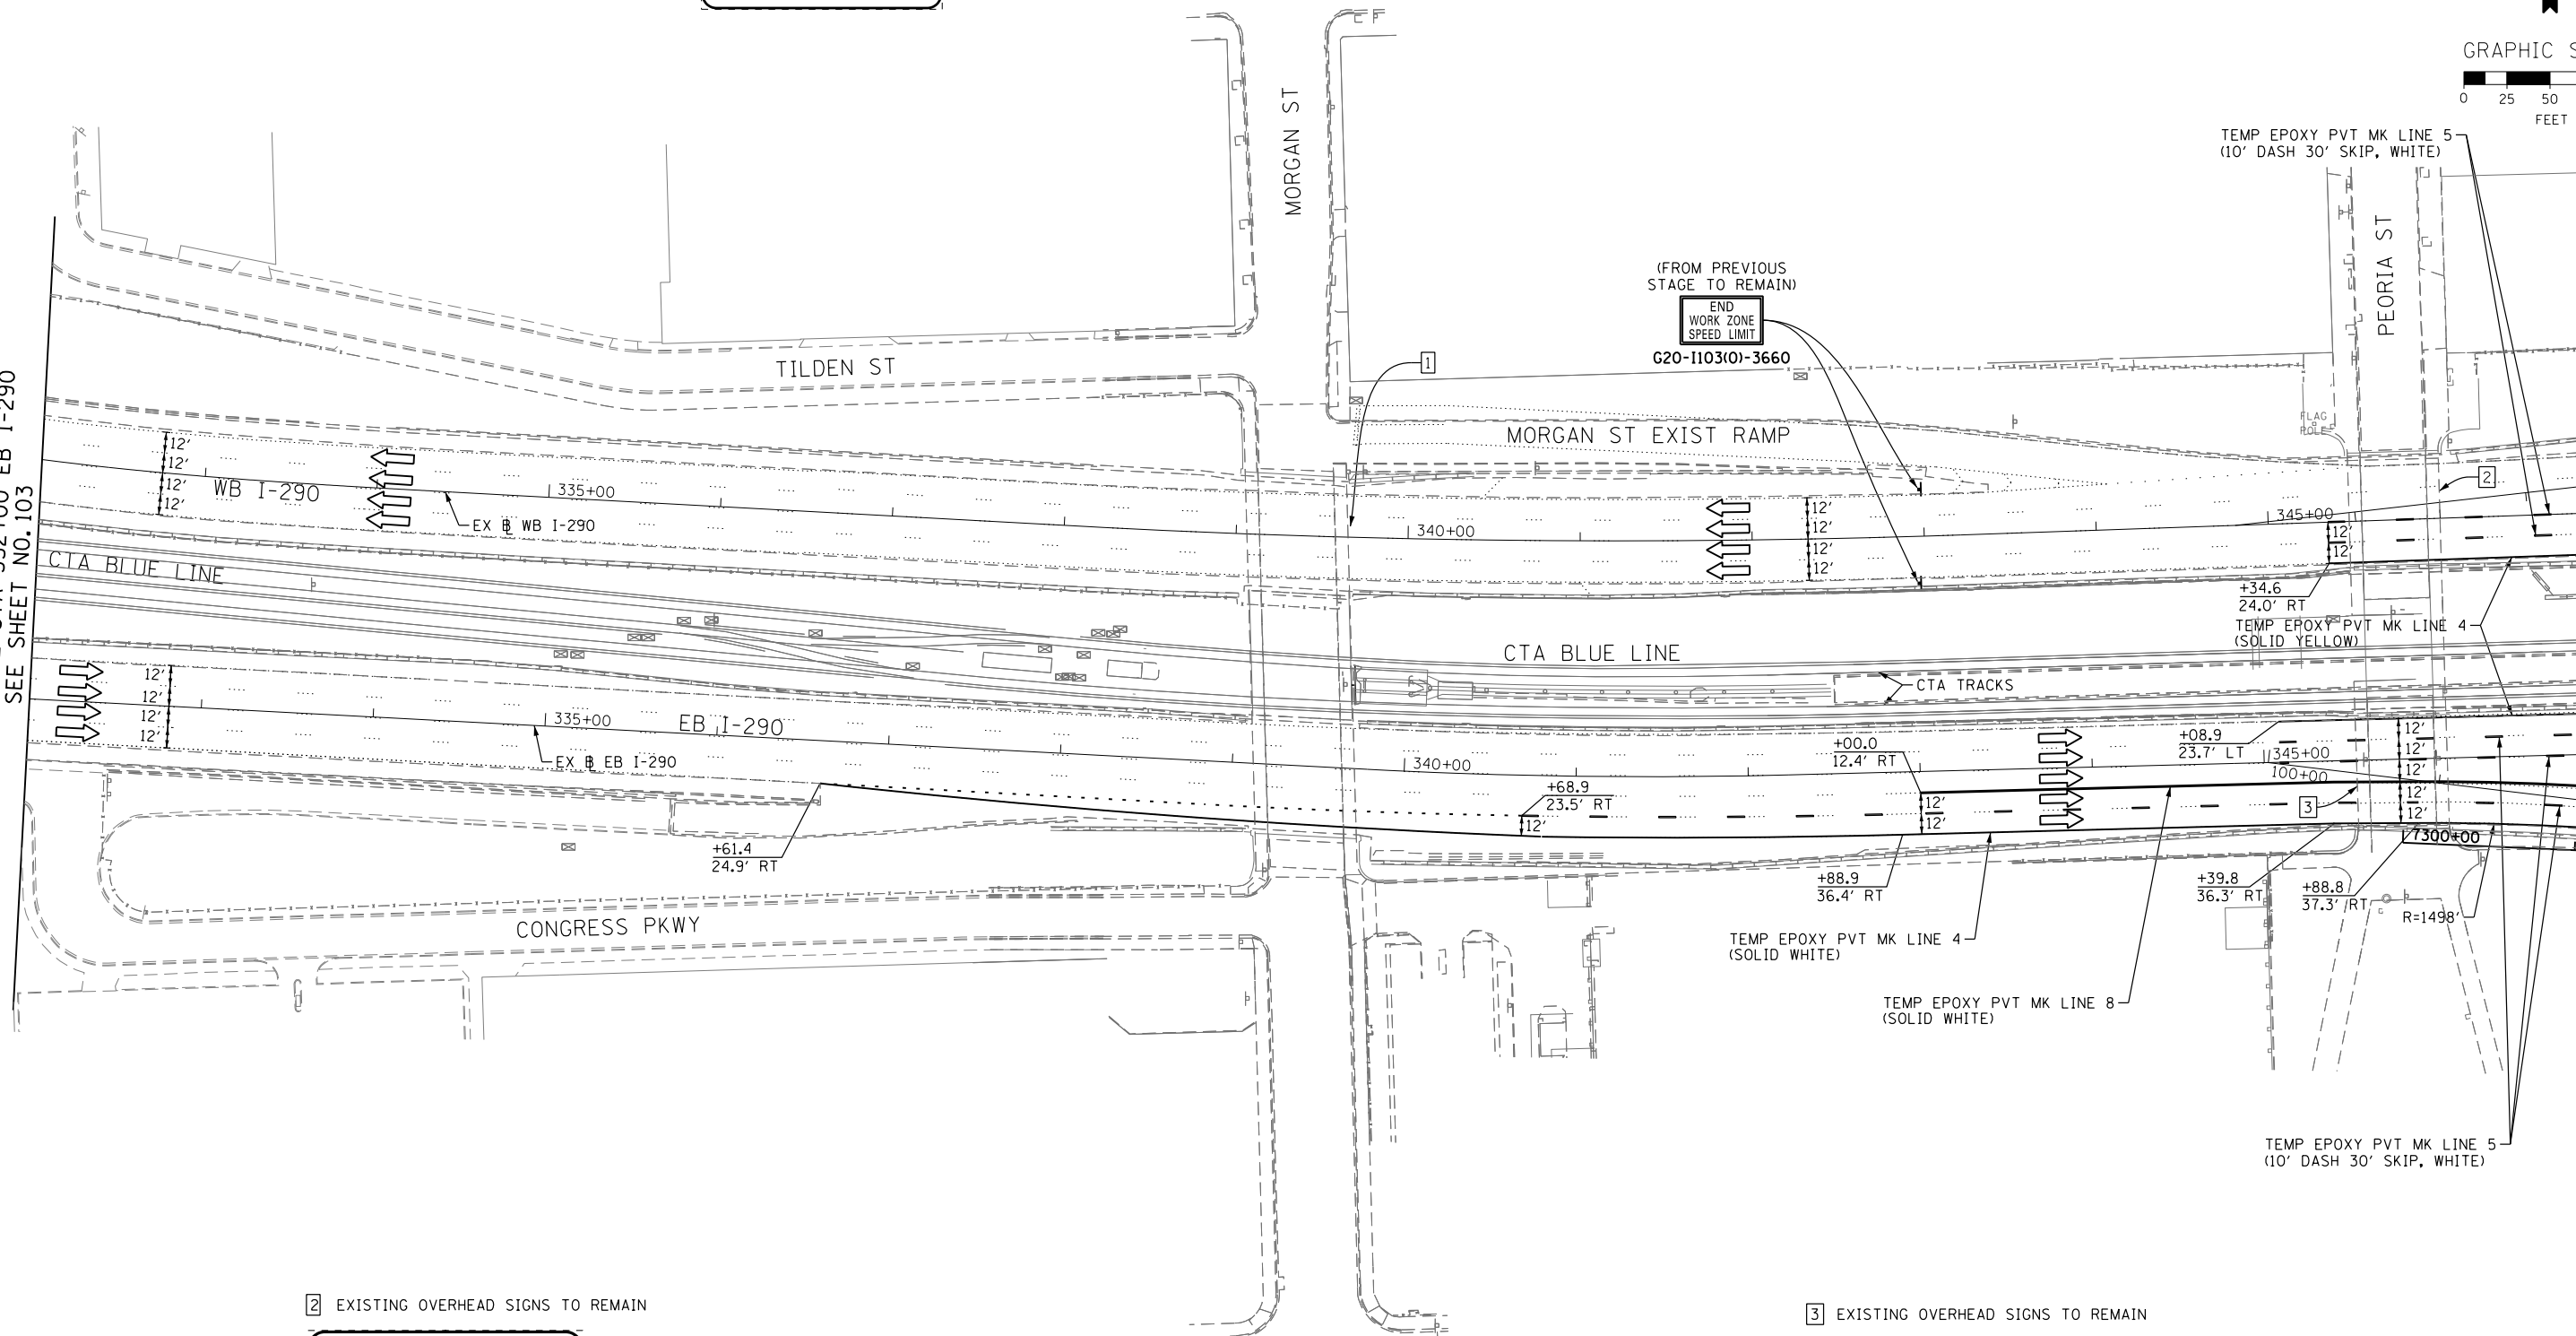 GRAPHIC
0 25 50
FEET
TEMP EPOXY PVT MK LINE 5
(10' DASH 30' SKIP, WHITE)
MORGAN ST
PEORIA ST
(FROM PREVIOUS
STAGE TO REMAIN)
END
WORK ZONE
SPEED LIMIT
G20-I103(0)-3660
1
TILDEN ST
EB I-290
SEE SHEET NO. 103
FLAG
POLE
MORGAN ST EXIST RAMP
12'
12'
12'
12'
WB I-290
335+00
EX B WB I-290
340+00
12'
12'
12'
12'
2
345+00
12'
12'
+34.6
24.0' RT
CTA BLUE LINE
TEMP EPOXY PVT MK LINE 4
(SOLID YELLOW)
CTA BLUE LINE
CTA TRACKS
12'
12'
12'
12'
335+00
EB I-290
EX B EB I-290
340+00
+00.0
12.4' RT
+08.9
23.7' LT
345+00
100+00
12'
12'
12'
12'
12'
+68.9
23.5' RT
12'
12'
12'
3
7300+00
+61.4
24.9' RT
+88.9
36.4' RT
+39.8
36.3' RT
+88.8
37.3' RT
R=1498'
CONGRESS PKWY
TEMP EPOXY PVT MK LINE 4
(SOLID WHITE)
TEMP EPOXY PVT MK LINE 8
(SOLID WHITE)
TEMP EPOXY PVT MK LINE 5
(10' DASH 30' SKIP, WHITE)
2 EXISTING OVERHEAD SIGNS TO REMAIN
3 EXISTING OVERHEAD SIGNS TO REMAIN